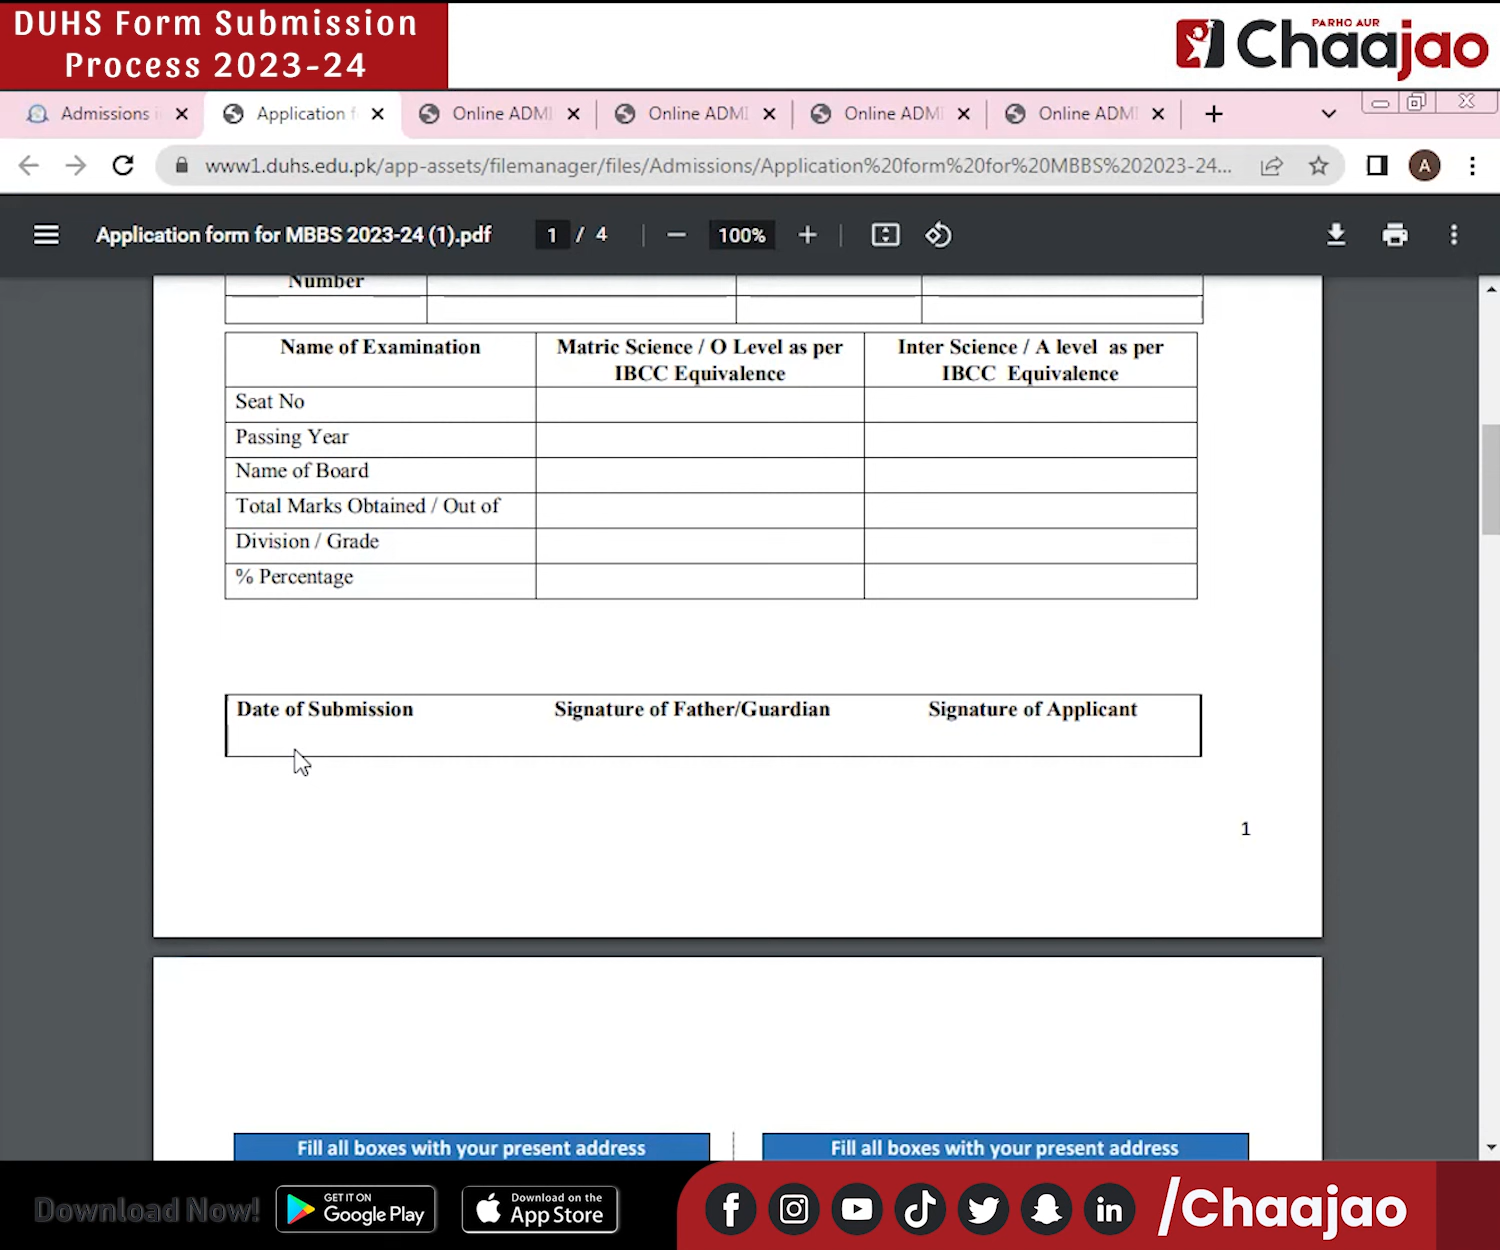 DUHS Form Submission
Process 2023-24
PARHO AUR
Chaajao
Admissions i
Application f
Online ADMI
Online ADMI
Online ADMI
Online ADMI
www1.duhs.edu.pk/app-assets/filemanager/files/Admissions/Application%20form%20for%20MBBS%202023-24...
A
Application form for MBBS 2023-24 (1).pdf
1 / 4
100%
Number
Name of Examination
Matric Science / O Level as per
IBCC Equivalence
Inter Science / A level as per
IBCC Equivalence
Seat No
Passing Year
Name of Board
Total Marks Obtained / Out of
Division / Grade
% Percentage
Date of Submission
Signature of Father/Guardian
Signature of Applicant
1
Fill all boxes with your present address
Fill all boxes with your present address
Download Now!
GET IT ON
Google Play
Download on the
App Store
/Chaajao